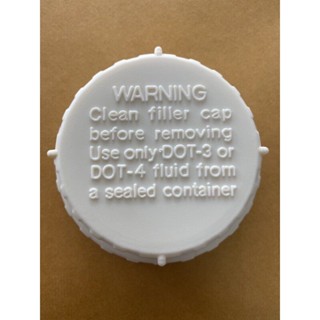 WARNING
Clean filler cap
before removing
Use only DOT-3 or
DOT-4 fluid from
a sealed container